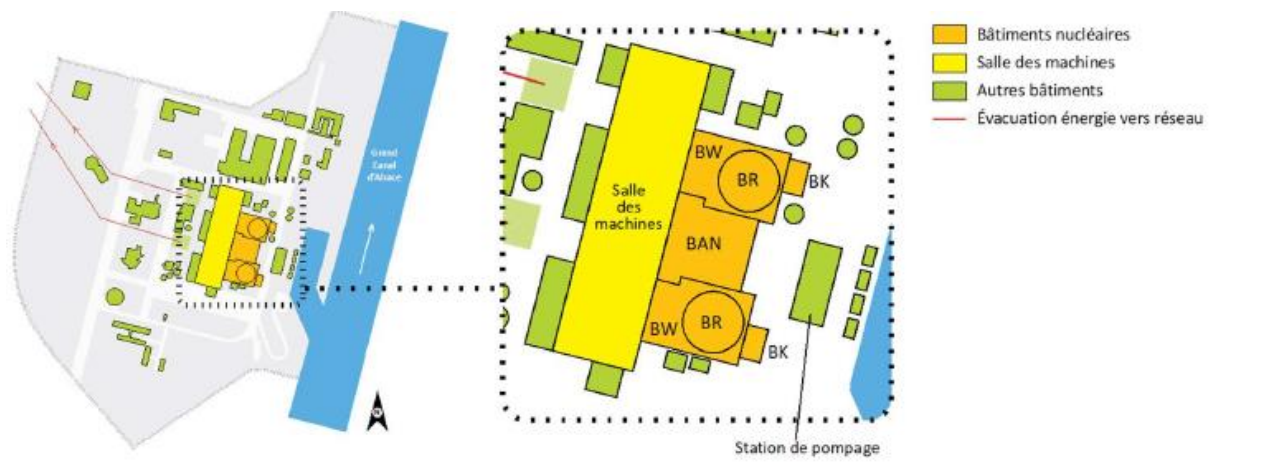 Grand
Canal
d'Alsace
Salle
des
machines
BW
BR
BK
BAN
BW
BR
BK
Station de pompage
Bâtiments nucléaires
Salle des machines
Autres bâtiments
Évacuation énergie vers réseau